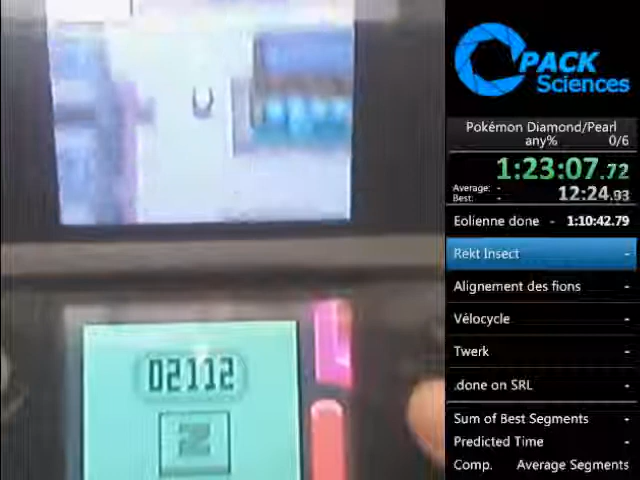 PACK
Sciences
Pokémon Diamond/Pearl
any% 0/6
1:23:07.72
Average: -
Best: - 12:24.93
Eolienne done - 1:10:42.79
Rekt Insect -
Alignement des fions -
Vélocycle -
Twerk -
.done on SRL -
Sum of Best Segments -
Predicted Time -
Comp. Average Segments
02112